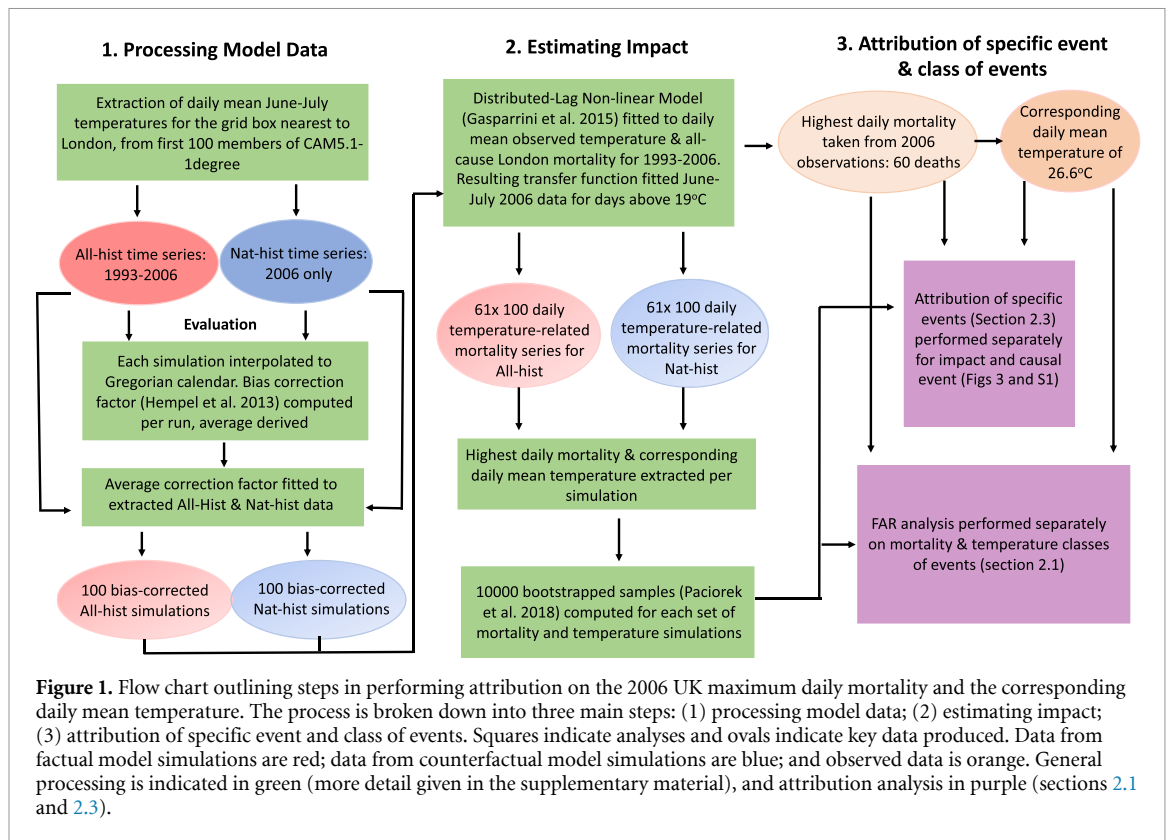 1. Processing Model Data
Extraction of daily mean June-July
temperatures for the grid box nearest to
London, from first 100 members of CAM5.1-
1degree
All-hist time series:
1993-2006
Nat-hist time series:
2006 only
Evaluation
Each simulation interpolated to
Gregorian calendar. Bias correction
factor (Hempel et al. 2013) computed
per run, average derived
Average correction factor fitted to
extracted All-Hist & Nat-hist data
100 bias-corrected
All-hist simulations
100 bias-corrected
Nat-hist simulations
2. Estimating Impact
Distributed-Lag Non-linear Model
(Gasparrini et al. 2015) fitted to daily
mean observed temperature & all-
cause London mortality for 1993-2006.
Resulting transfer function fitted June-
July 2006 data for days above 19ºC
61x 100 daily
temperature-related
mortality series for
All-hist
61x 100 daily
temperature-related
mortality series for
Nat-hist
Highest daily mortality & corresponding
daily mean temperature extracted per
simulation
10000 bootstrapped samples (Paciorek
et al. 2018) computed for each set of
mortality and temperature simulations
3. Attribution of specific event
& class of events
Highest daily mortality
taken from 2006
observations: 60 deaths
Corresponding
daily mean
temperature of
26.6ºC
Attribution of specific
events (Section 2.3)
performed separately
for impact and causal
event (Figs 3 and S1)
FAR analysis performed separately
on mortality & temperature classes
of events (section 2.1)
Figure 1. Flow chart outlining steps in performing attribution on the 2006 UK maximum daily mortality and the corresponding
daily mean temperature. The process is broken down into three main steps: (1) processing model data; (2) estimating impact;
(3) attribution of specific event and class of events. Squares indicate analyses and ovals indicate key data produced. Data from
factual model simulations are red; data from counterfactual model simulations are blue; and observed data is orange. General
processing is indicated in green (more detail given in the supplementary material), and attribution analysis in purple (sections 2.1
and 2.3).